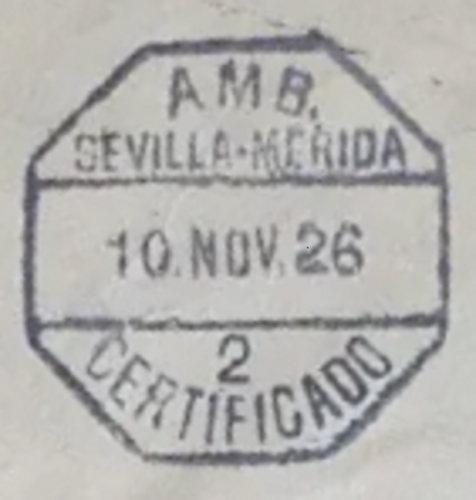 AMB.
SEVILLA-MERIDA
10.NOV.26
2
CERTIFICADO